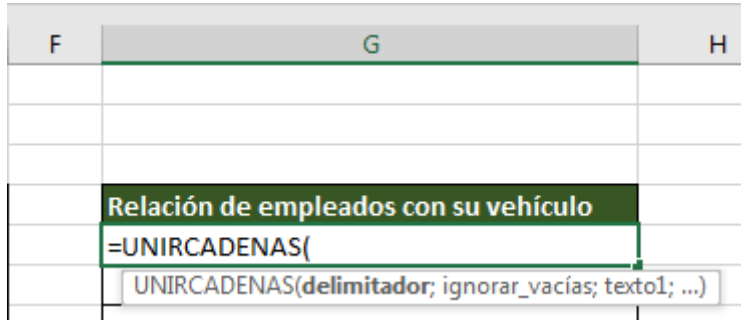 F G H
Relación de empleados con su vehículo
=UNIRCADENAS(
UNIRCADENAS(delimitador; ignorar_vacías; texto1; ...)